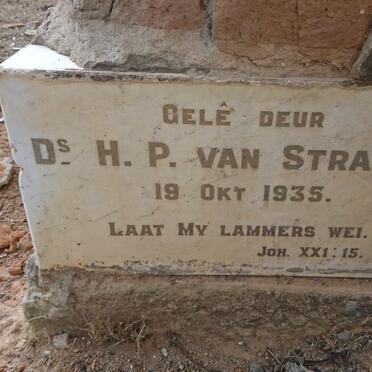 GELÊ DEUR
DS. H. P. VAN STRA
19 OKT 1935.
LAAT MY LAMMERS WEI.
JOH. XXI:15.